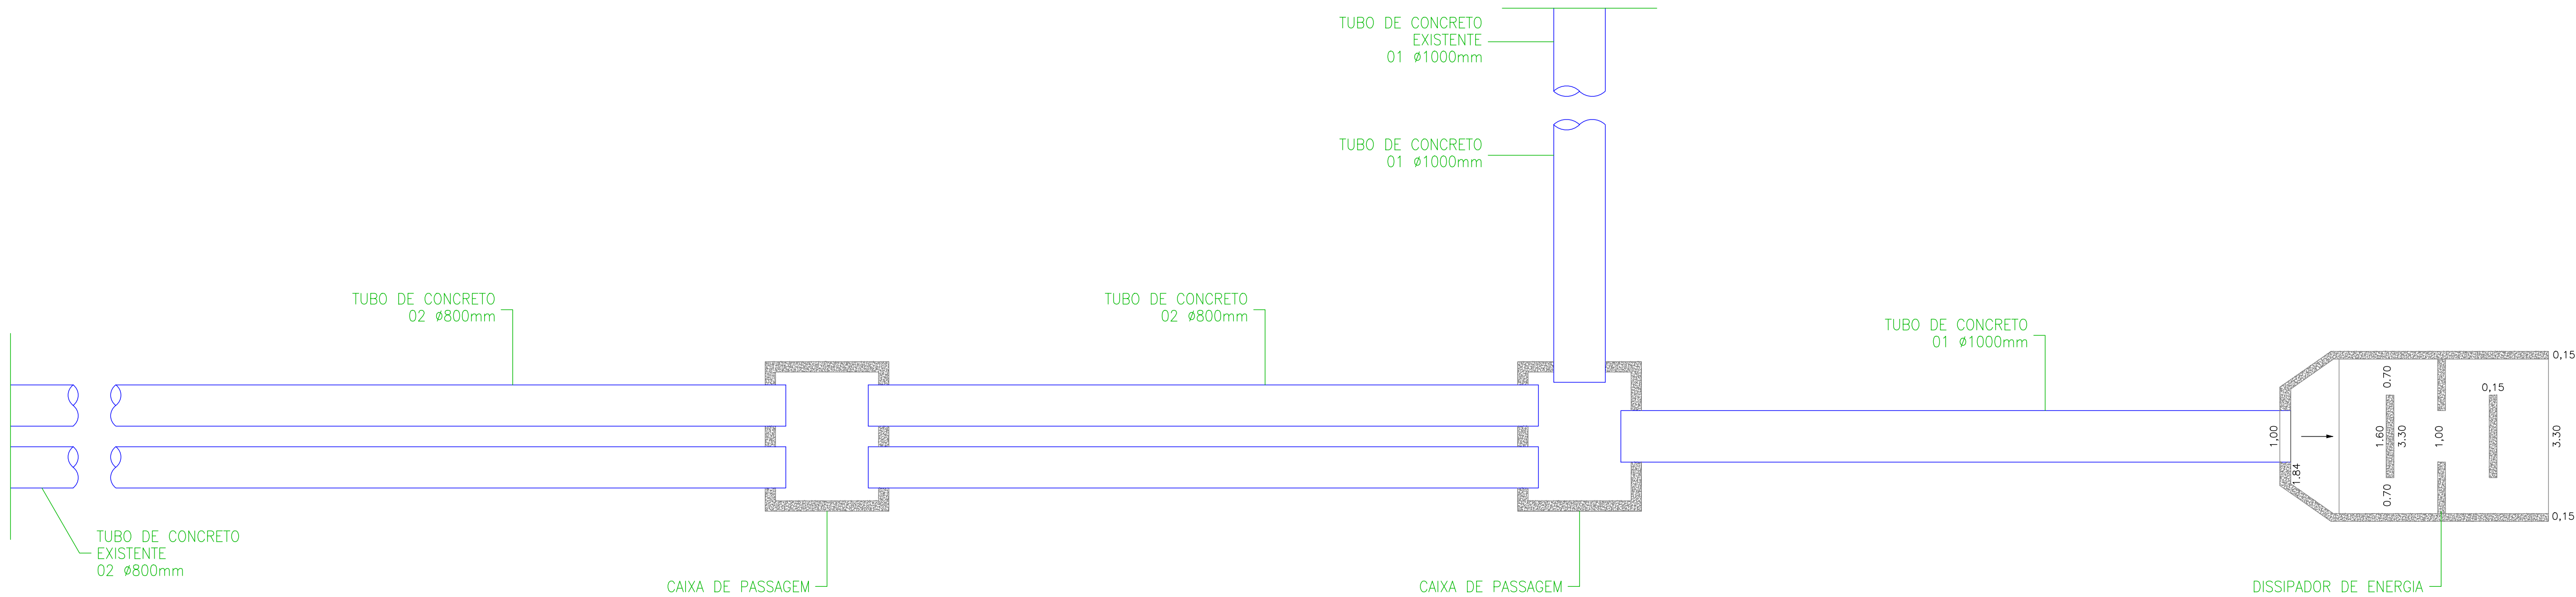 TUBO DE CONCRETO
EXISTENTE
01 ø1000mm
TUBO DE CONCRETO
01 ø1000mm
TUBO DE CONCRETO
02 ø800mm
TUBO DE CONCRETO
02 ø800mm
TUBO DE CONCRETO
01 ø1000mm
0,15
0.70
0,15
1,00
1.60
3.30
1,00
3.30
1.84
0.70
0,15
TUBO DE CONCRETO
EXISTENTE
02 ø800mm
CAIXA DE PASSAGEM
CAIXA DE PASSAGEM
DISSIPADOR DE ENERGIA